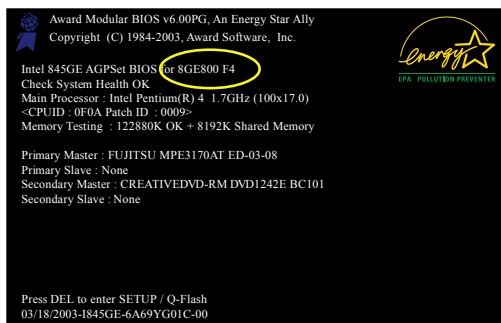 Award Modular BIOS v6.00PG, An Energy Star Ally
Copyright (C) 1984-2003, Award Software, Inc.
energy
EPA POLLUTION PREVENTER
Intel 845GE AGPSet BIOS for 8GE800 F4
Check System Health OK
Main Processor : Intel Pentium(R) 4 1.7GHz (100x17.0)
<CPUID : 0F0A Patch ID : 0009>
Memory Testing : 122880K OK + 8192K Shared Memory
Primary Master : FUJITSU MPE3170AT ED-03-08
Primary Slave : None
Secondary Master : CREATIVEDVD-RM DVD1242E BC101
Secondary Slave : None
Press DEL to enter SETUP / Q-Flash
03/18/2003-I845GE-6A69YG01C-00